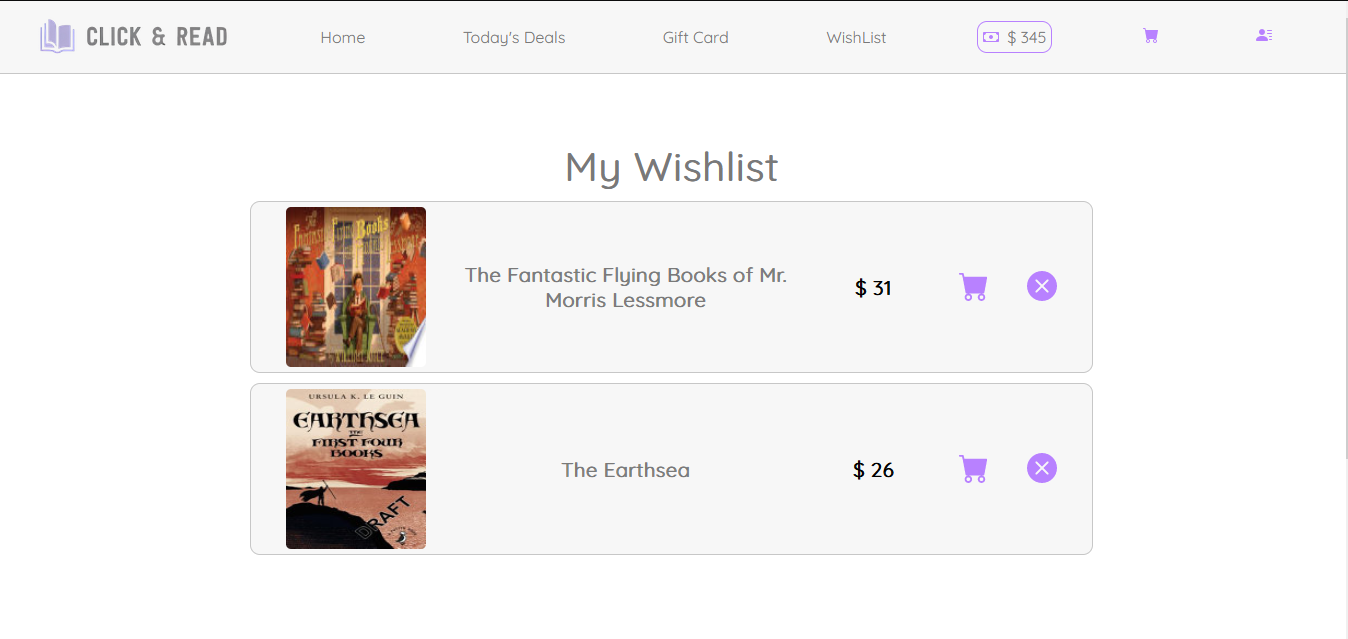 CLICK & READ
Home
Today's Deals
Gift Card
WishList
$ 345
My Wishlist
Books
The Fantastic Flying Books of Mr.
Morris Lessmore
$ 31
URSULA K. LE GUIN
EARTHSEA
THE
FIRST FOUR
BOOKS
DRAFT
The Earthsea
$ 26